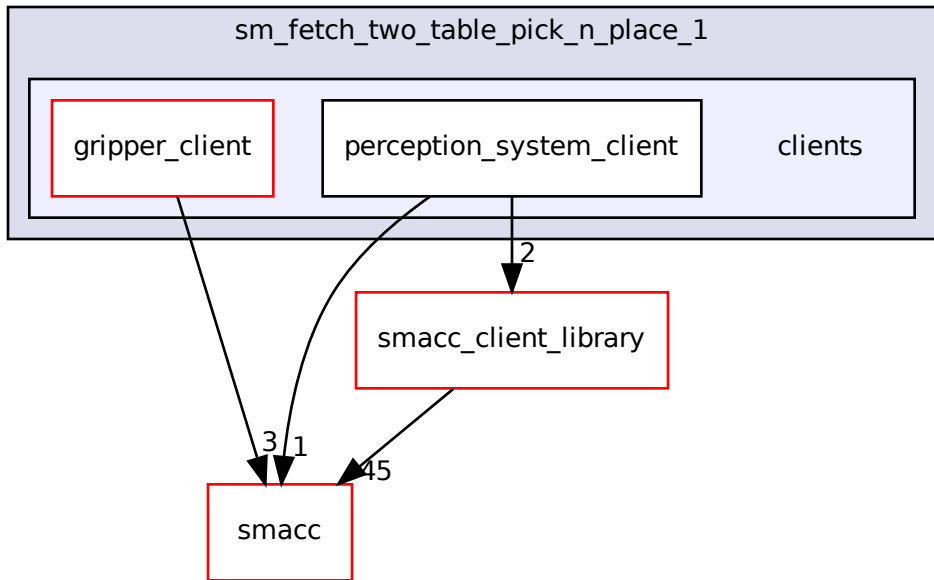 sm_fetch_two_table_pick_n_place_1
gripper_client
perception_system_client
clients
2
smacc_client_library
3
1
45
smacc